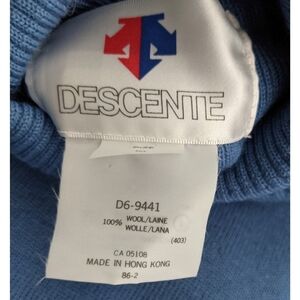 DESCENTE
D6-9441
100% WOOL/LAINE
WOLLE/LANA
(403)
CA 05108
MADE IN HONG KONG
86-2